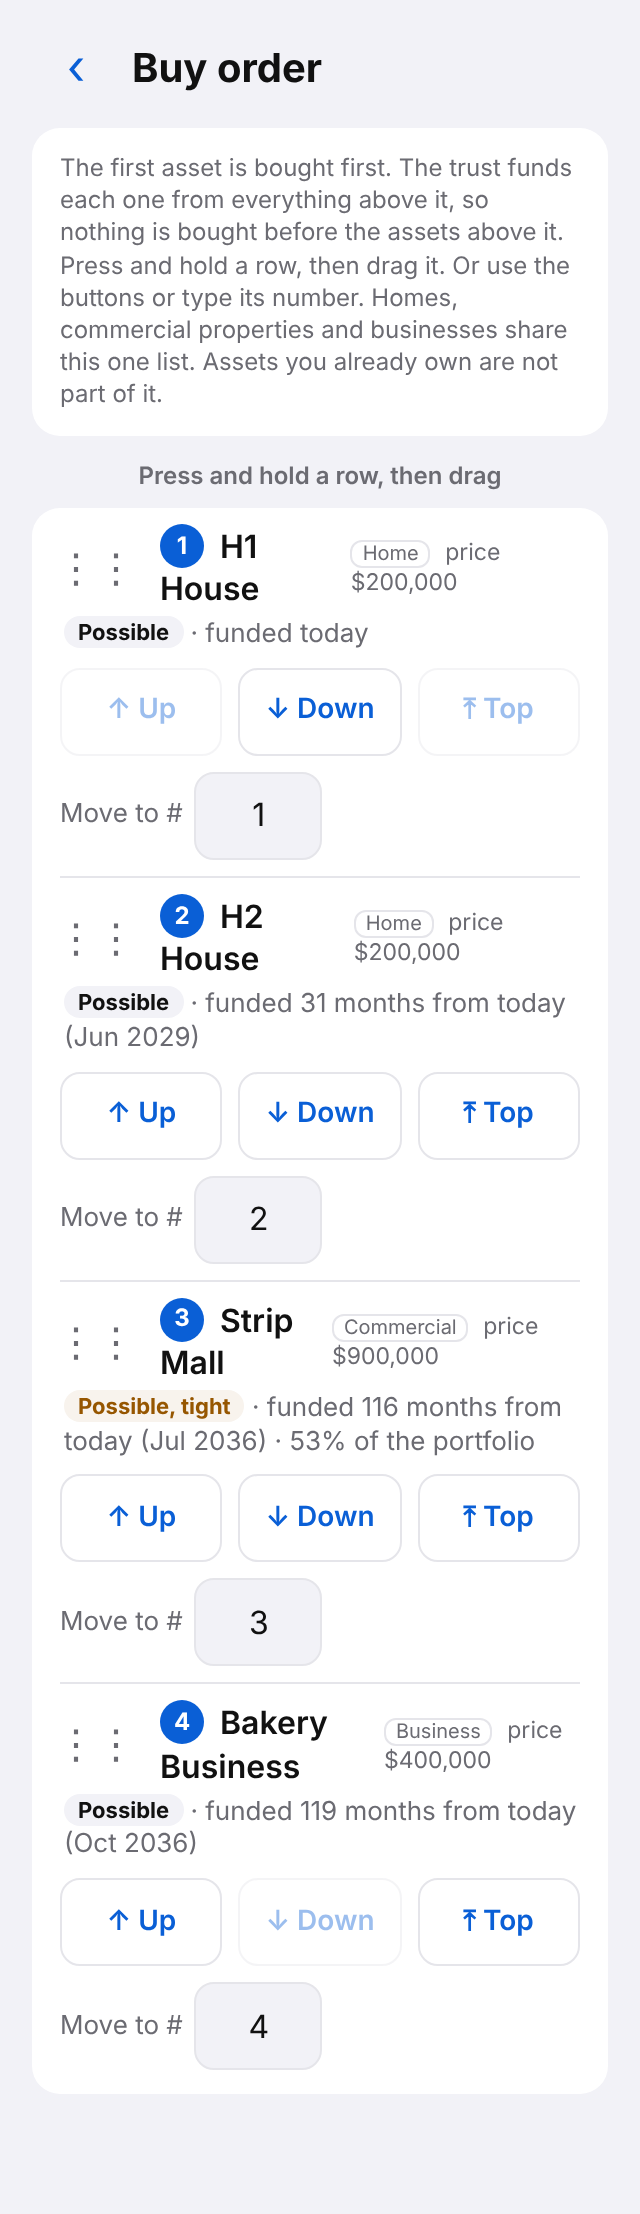 ‹ Buy order
The first asset is bought first. The trust funds
each one from everything above it, so
nothing is bought before the assets above it.
Press and hold a row, then drag it. Or use the
buttons or type its number. Homes,
commercial properties and businesses share
this one list. Assets you already own are not
part of it.
Press and hold a row, then drag
⋮⋮ 1 H1 House
Home price $200,000
Possible · funded today
↑ Up ↓ Down ⤒ Top
Move to # 1
⋮⋮ 2 H2 House
Home price $200,000
Possible · funded 31 months from today
(Jun 2029)
↑ Up ↓ Down ⤒ Top
Move to # 2
⋮⋮ 3 Strip Mall
Commercial price $900,000
Possible, tight · funded 116 months from
today (Jul 2036) · 53% of the portfolio
↑ Up ↓ Down ⤒ Top
Move to # 3
⋮⋮ 4 Bakery Business
Business price $400,000
Possible · funded 119 months from today
(Oct 2036)
↑ Up ↓ Down ⤒ Top
Move to # 4